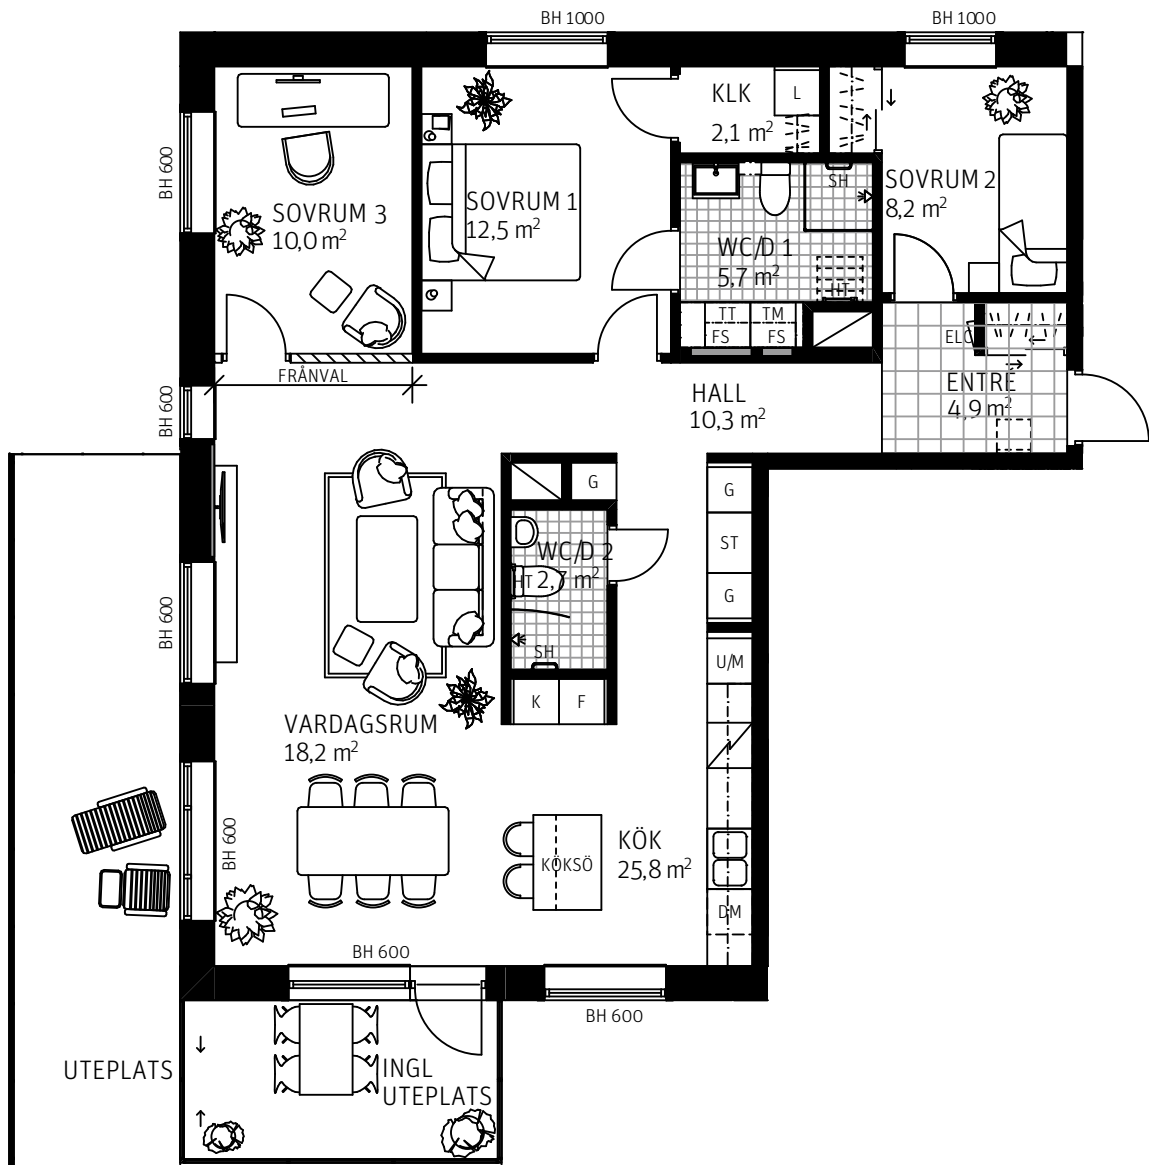 BH 1000
BH 1000
KLK
2,1 m²
L
BH 600
SOVRUM 3
10,0 m²
SOVRUM 1
12,5 m²
SH
SOVRUM 2
8,2 m²
WC/D 1
5,7 m²
HT
TT
TM
FS
FS
ELC
FRÅNVAL
ENTRE
4,9 m²
HALL
10,3 m²
BH 600
G
G
WC/D 2
2,7 m²
HT
ST
G
BH 600
SH
U/M
K
F
VARDAGSRUM
18,2 m²
BH 600
KÖK
25,8 m²
KÖKSÖ
DM
BH 600
BH 600
UTEPLATS
INGL
UTEPLATS